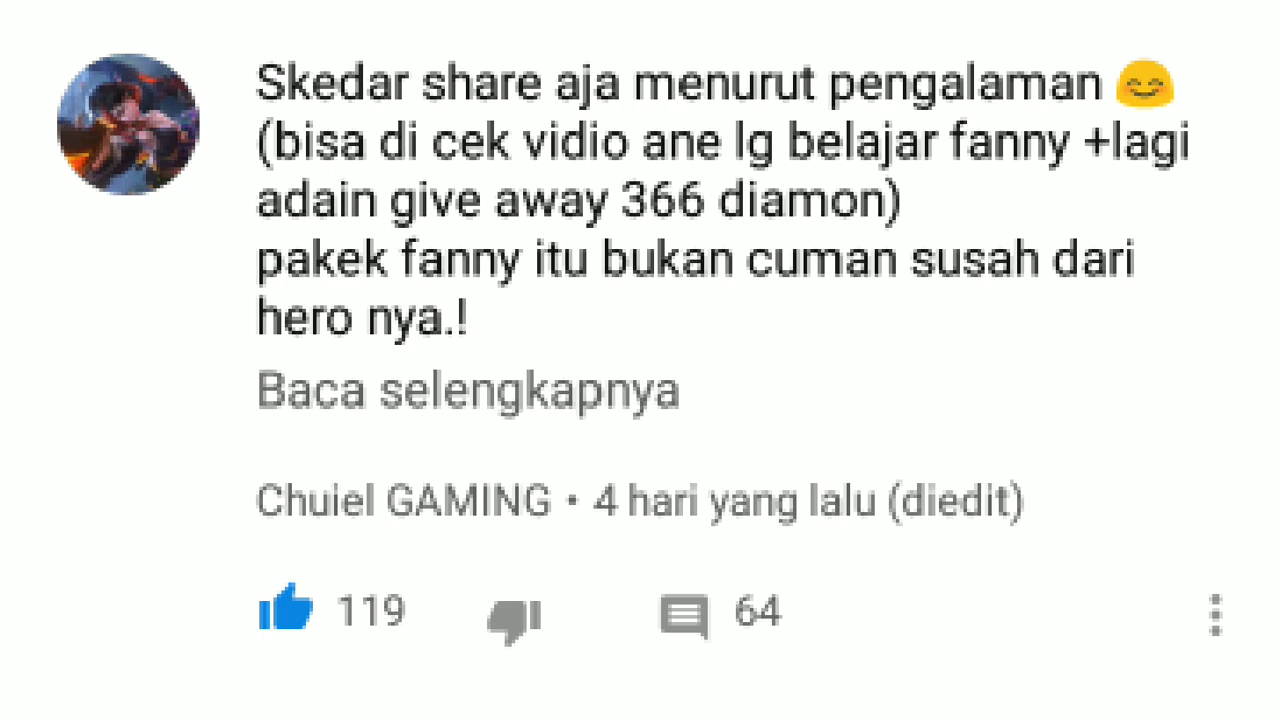 Skedar share aja menurut pengalaman 😊
(bisa di cek vidio ane lg belajar fanny +lagi
adain give away 366 diamon)
pakek fanny itu bukan cuman susah dari
hero nya.!
Baca selengkapnya
Chuiel GAMING • 4 hari yang lalu (diedit)
119 64